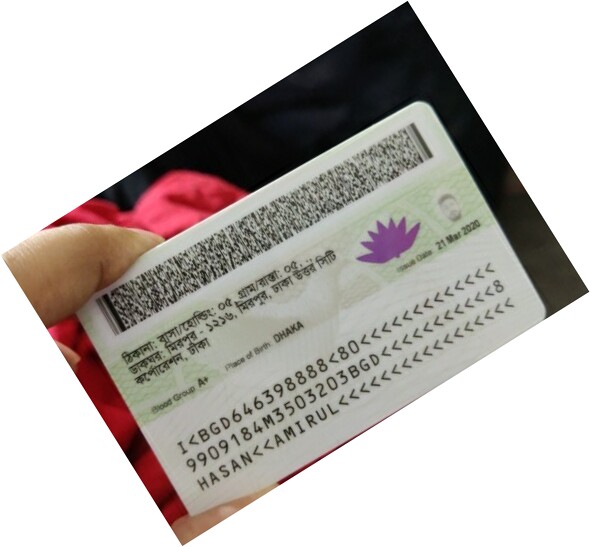 ঠিকানা: বাসা/হোল্ডিং: ০৫, গ্রাম/রাস্তা: ০৫,
ডাকঘর: মিরপুর - ১২১৬, মিরপুর, ঢাকা উত্তর সিটি
কর্পোরেশন, ঢাকা
Blood Group A+ Place of Birth DHAKA Issue Date 21 Mar 2020
I<BGD646398888<80<<<<<<<<<<<<<
9909184M3503203BGD<<<<<<<<<<<8
HASAN<<AMIRUL<<<<<<<<<<<<<<<<<